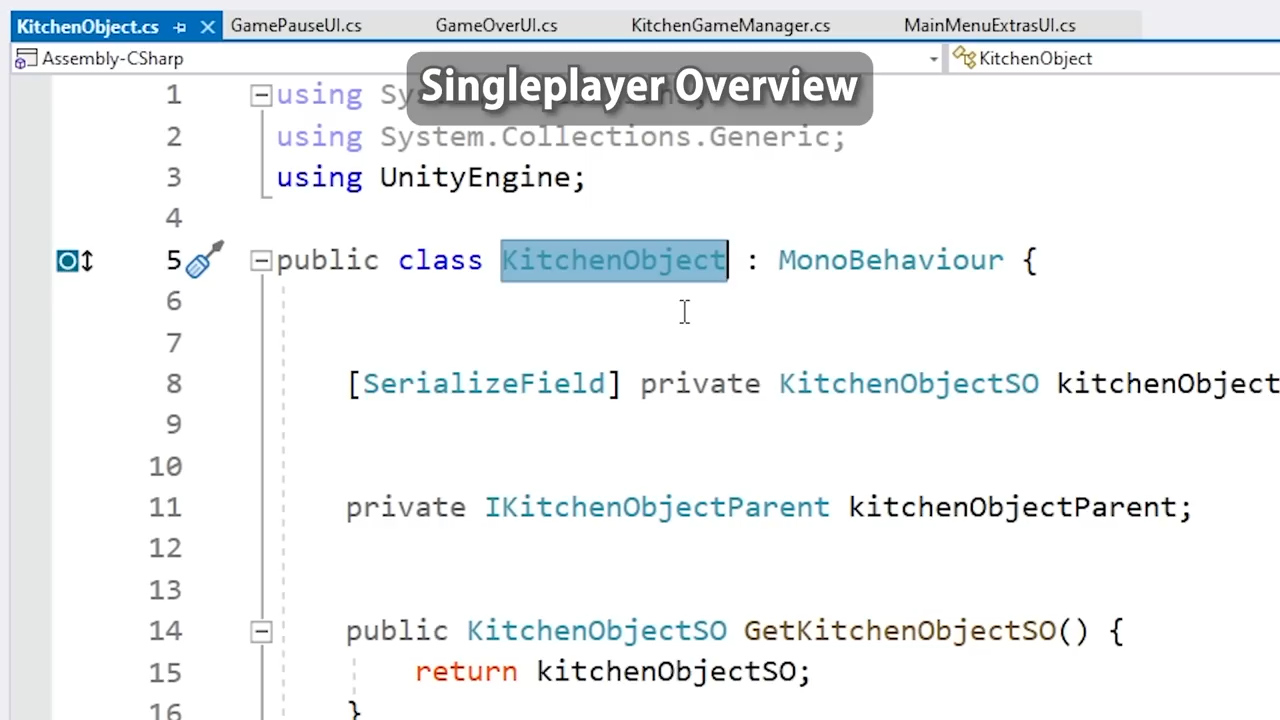 KitchenObject.cs GamePauseUI.cs GameOverUI.cs KitchenGameManager.cs MainMenuExtrasUI.cs
Assembly-CSharp KitchenObject
Singleplayer Overview
1 using
2 using System.Collections.Generic;
3 using UnityEngine;
4
5 public class KitchenObject : MonoBehaviour {
6
7
8 [SerializeField] private KitchenObjectSO kitchenObject
9
10
11 private IKitchenObjectParent kitchenObjectParent;
12
13
14 public KitchenObjectSO GetKitchenObjectSO() {
15 return kitchenObjectSO;
16 }